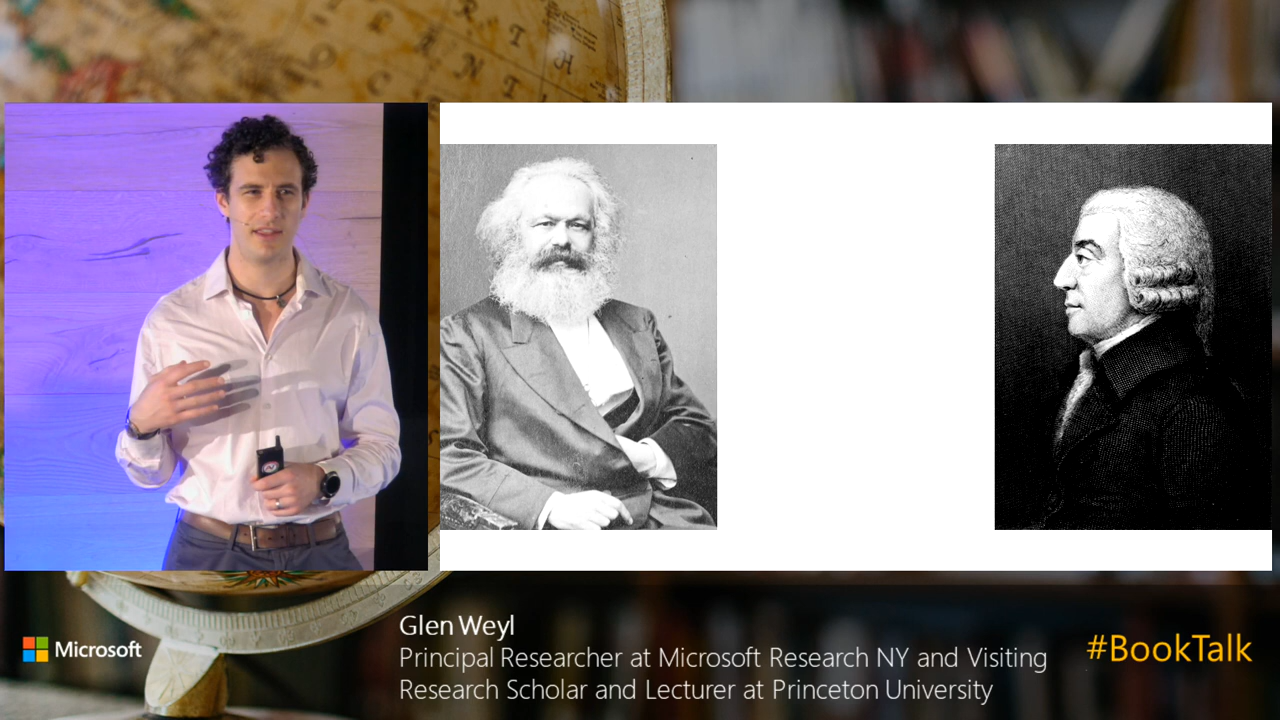 Microsoft
Glen Weyl
Principal Researcher at Microsoft Research NY and Visiting
Research Scholar and Lecturer at Princeton University
#BookTalk